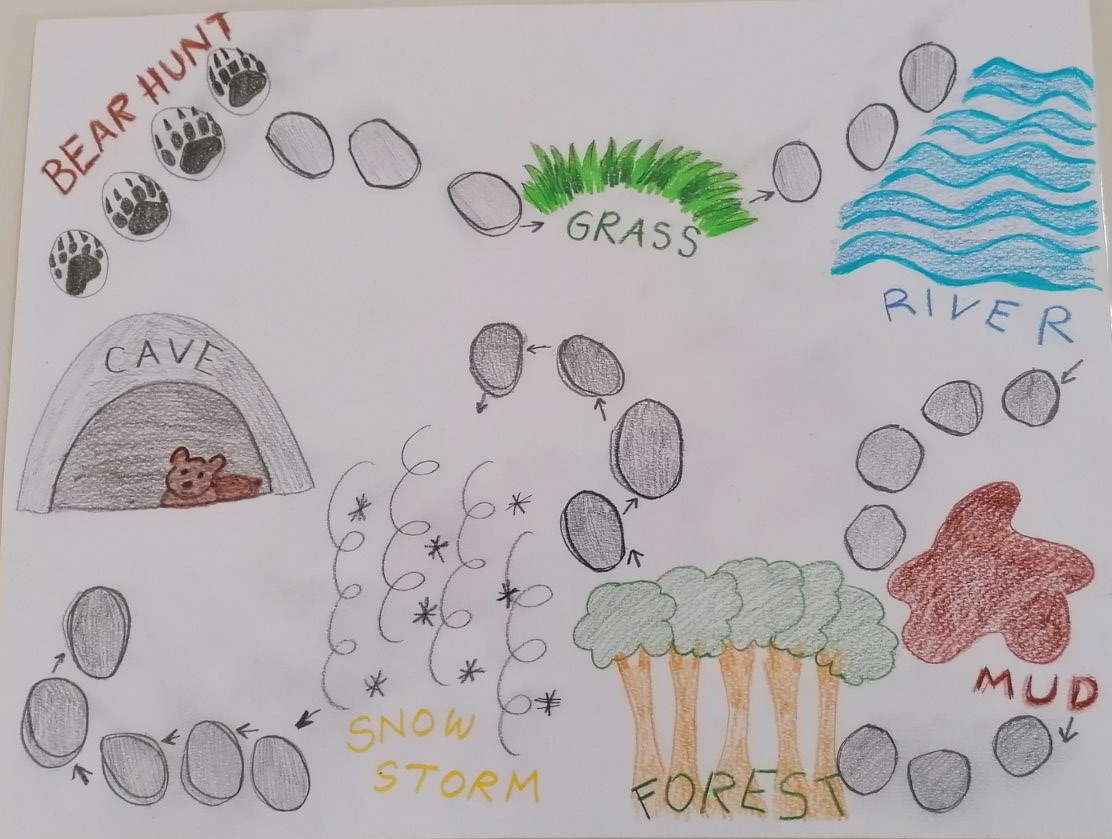 BEAR HUNT
GRASS
RIVER
CAVE
MUD
SNOW
STORM
FOREST